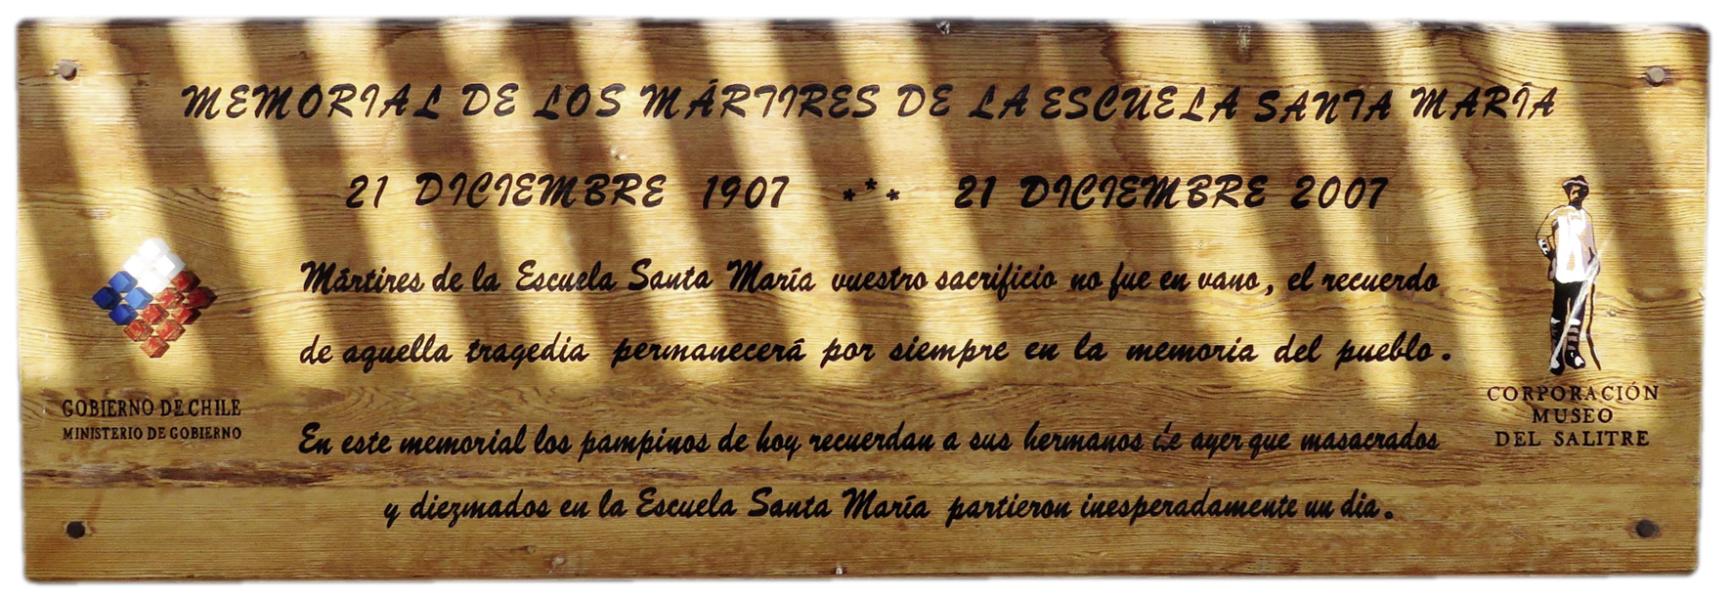 MEMORIAL DE LOS MÁRTIRES DE LA ESCUELA SANTA MARÍA
21 DICIEMBRE 1907 *** 21 DICIEMBRE 2007
Mártires de la Escuela Santa María vuestro sacrificio no fue en vano, el recuerdo
de aquella tragedia permanecerá por siempre en la memoria del pueblo.
En este memorial los pampinos de hoy recuerdan a sus hermanos de ayer que masacrados
y diezmados en la Escuela Santa María partieron inesperadamente un dia.
GOBIERNO DE CHILE
MINISTERIO DE GOBIERNO
CORPORACIÓN
MUSEO
DEL SALITRE